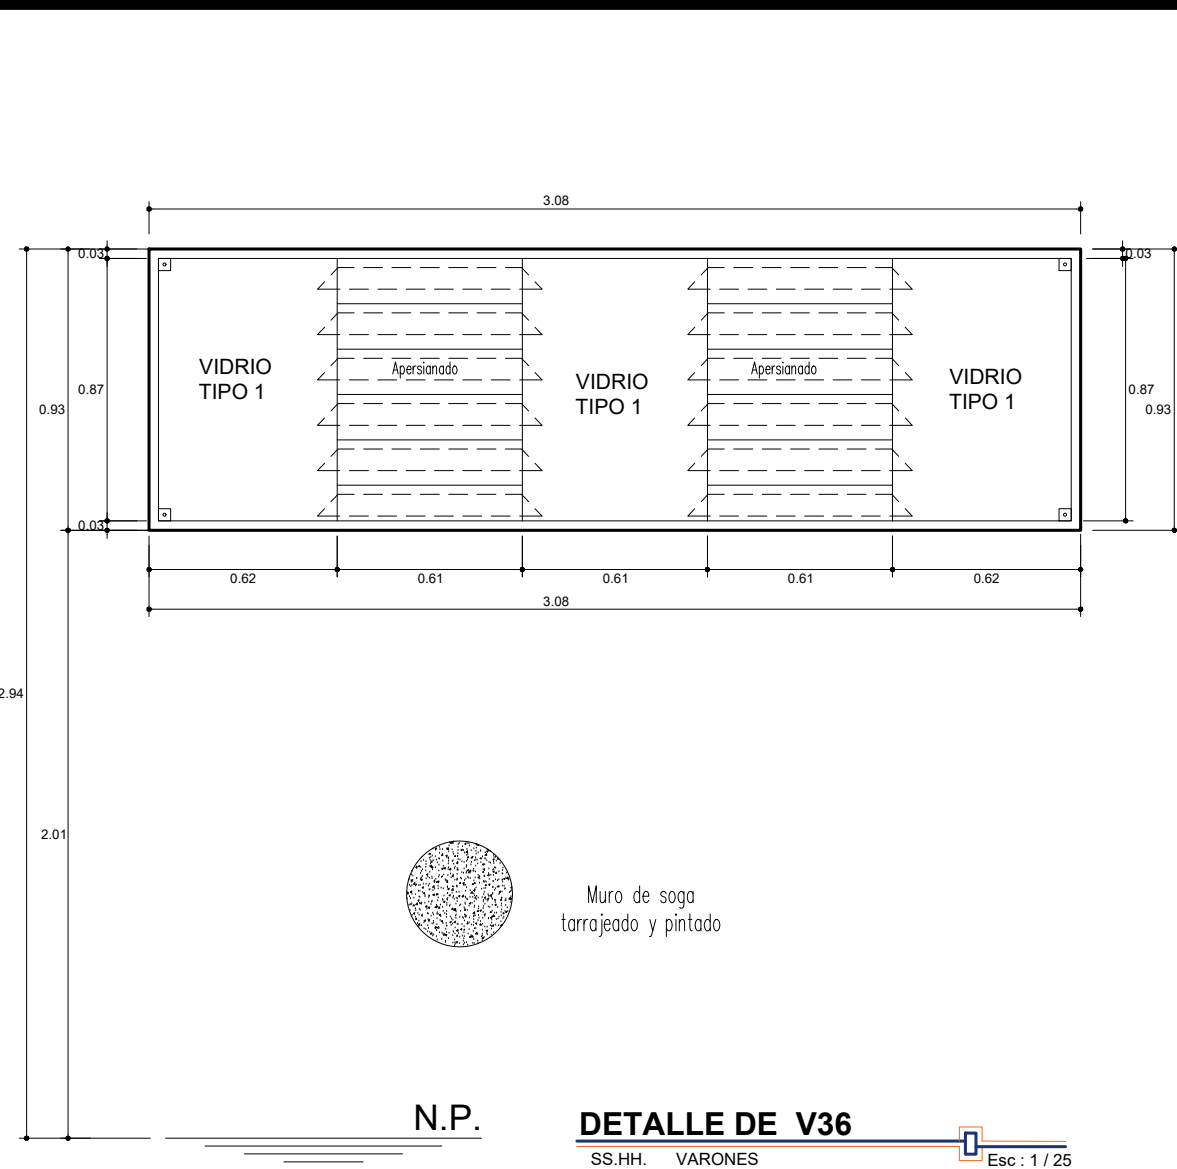 3.08
0.03
0.03
VIDRIO
TIPO 1
Apersianado
VIDRIO
TIPO 1
Apersianado
VIDRIO
TIPO 1
0.87
0.93
0.87
0.93
0.03
0.62
0.61
0.61
0.61
0.62
3.08
2.94
2.01
Muro de soga
tarrajeado y pintado
N.P.
DETALLE DE V36
SS.HH. VARONES
Esc : 1 / 25